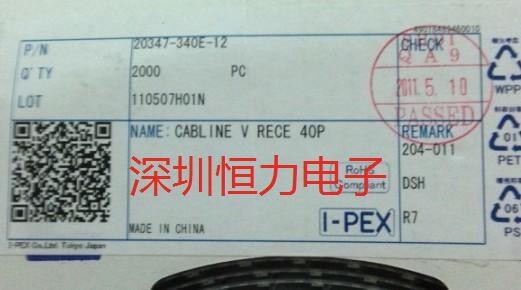 4901648946001O
P/N 20347-340E-12 CHECK
Q'TY 2000 PC
LOT 110507H01N
QA9
2011.5.10
PASSED
NAME: CABLINE V RECE 40P REMARK
204-011
深圳恒力电子
RoHS
Compliant
DSH
I-PEX
R7
MADE IN CHINA
I-PEX Co.,Ltd. Tokyo Japan
WPP
PET
PS